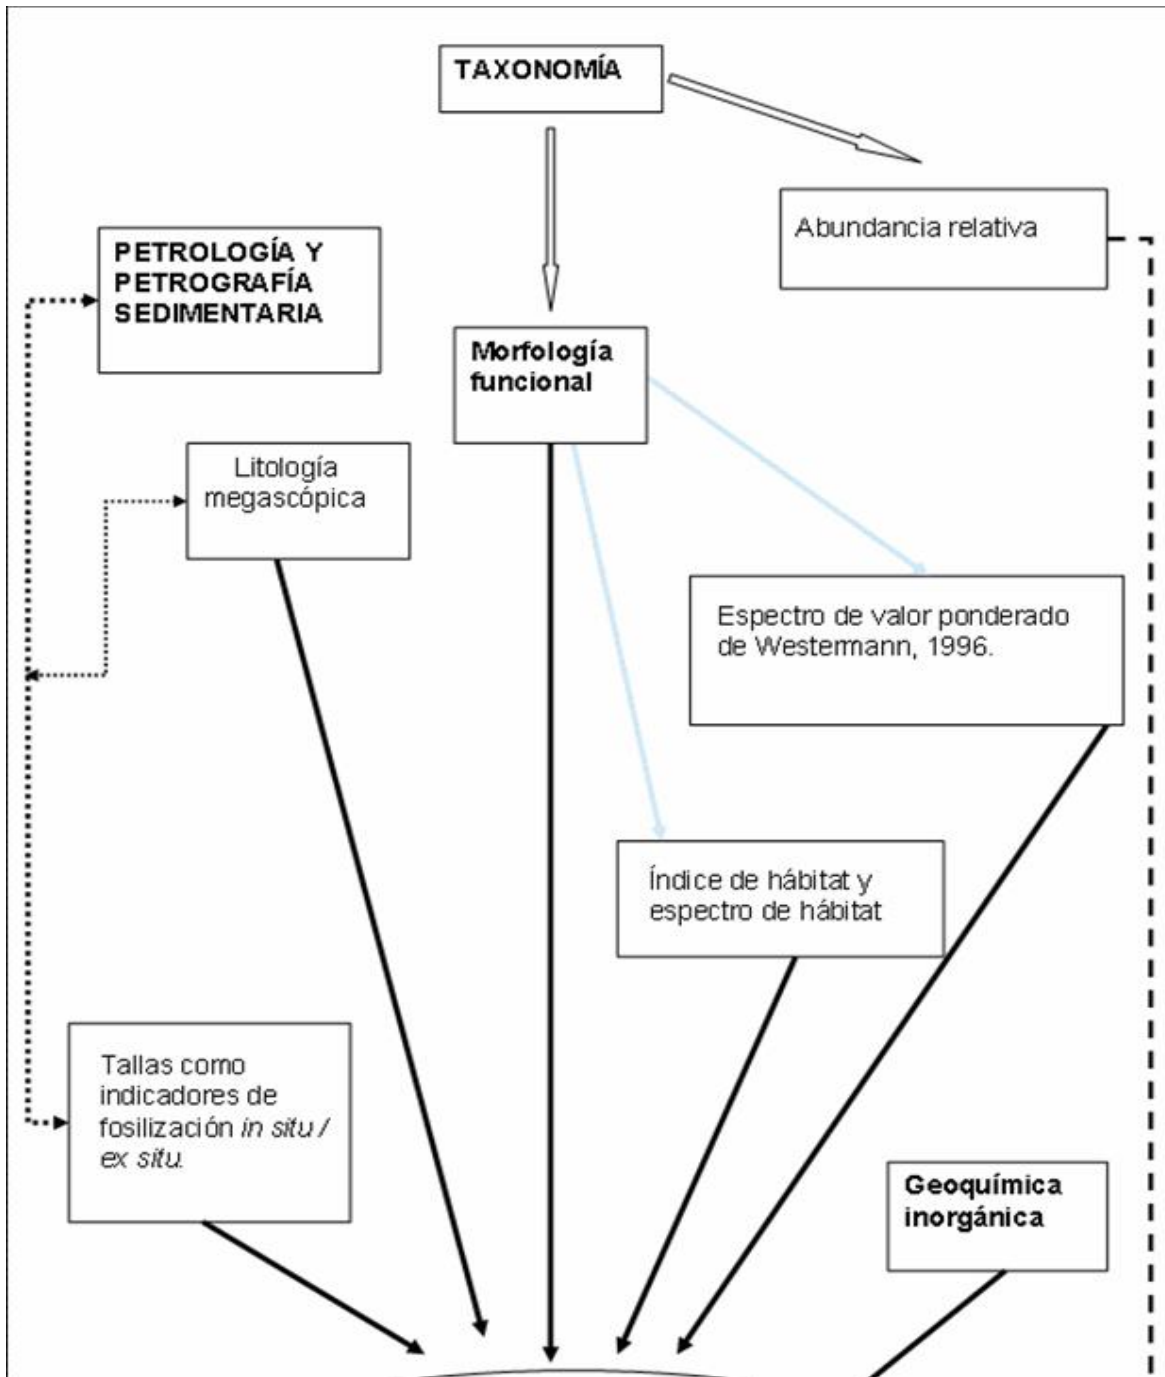 TAXONOMÍA
Abundancia relativa
PETROLOGÍA Y
PETROGRAFÍA
SEDIMENTARIA
Morfología
funcional
Litología
megascópica
Espectro de valor ponderado
de Westermann, 1996.
Índice de hábitat y
espectro de hábitat
Tallas como
indicadores de
fosilización in situ /
ex situ.
Geoquímica
inorgánica